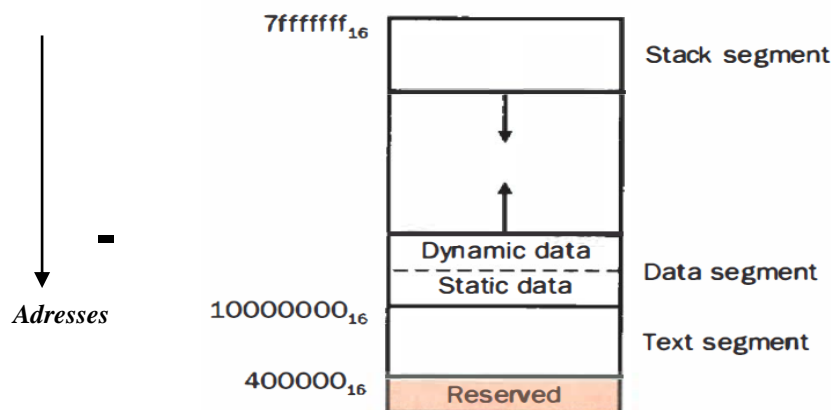 7fffffff₁₆
Stack segment
Dynamic data
Static data
Data segment
Adresses
10000000₁₆
Text segment
400000₁₆
Reserved